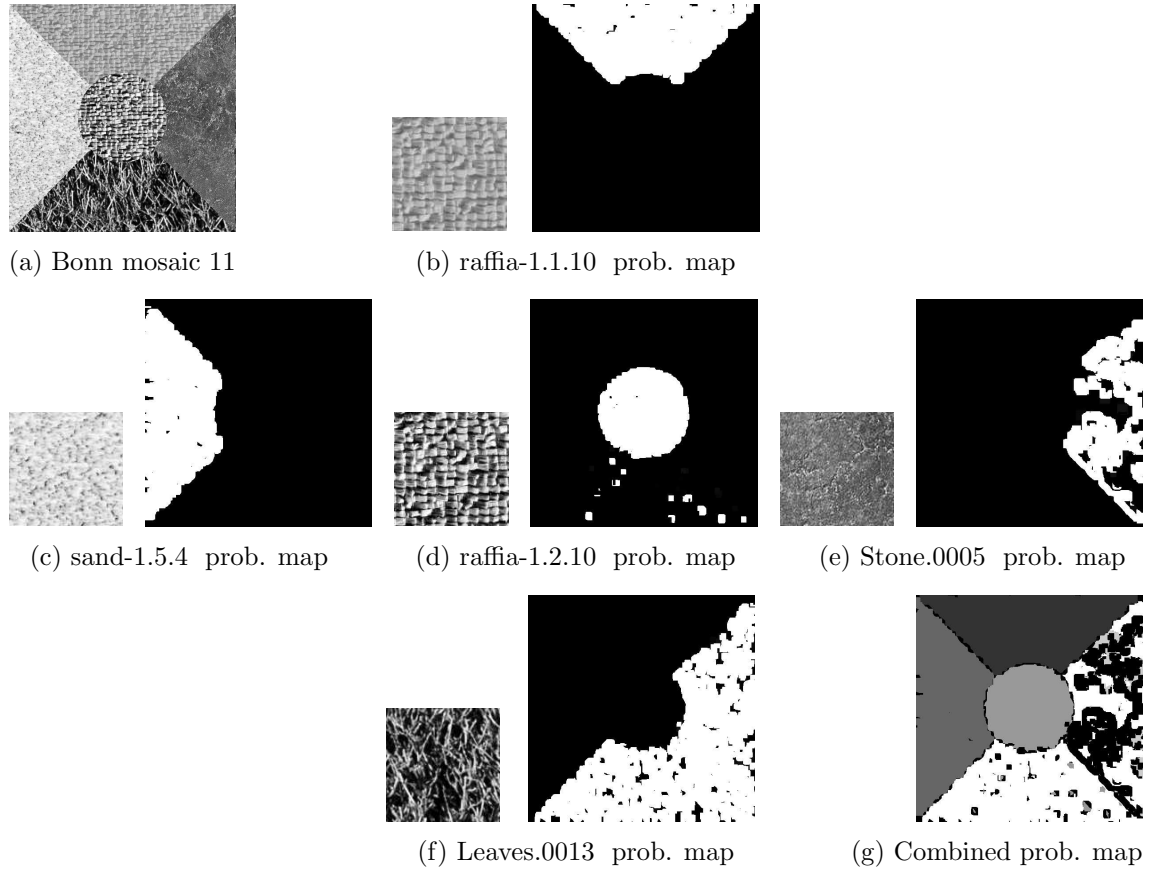 (a) Bonn mosaic 11
(b) raffia-1.1.10 prob. map
(c) sand-1.5.4 prob. map
(d) raffia-1.2.10 prob. map
(e) Stone.0005 prob. map
(f) Leaves.0013 prob. map
(g) Combined prob. map